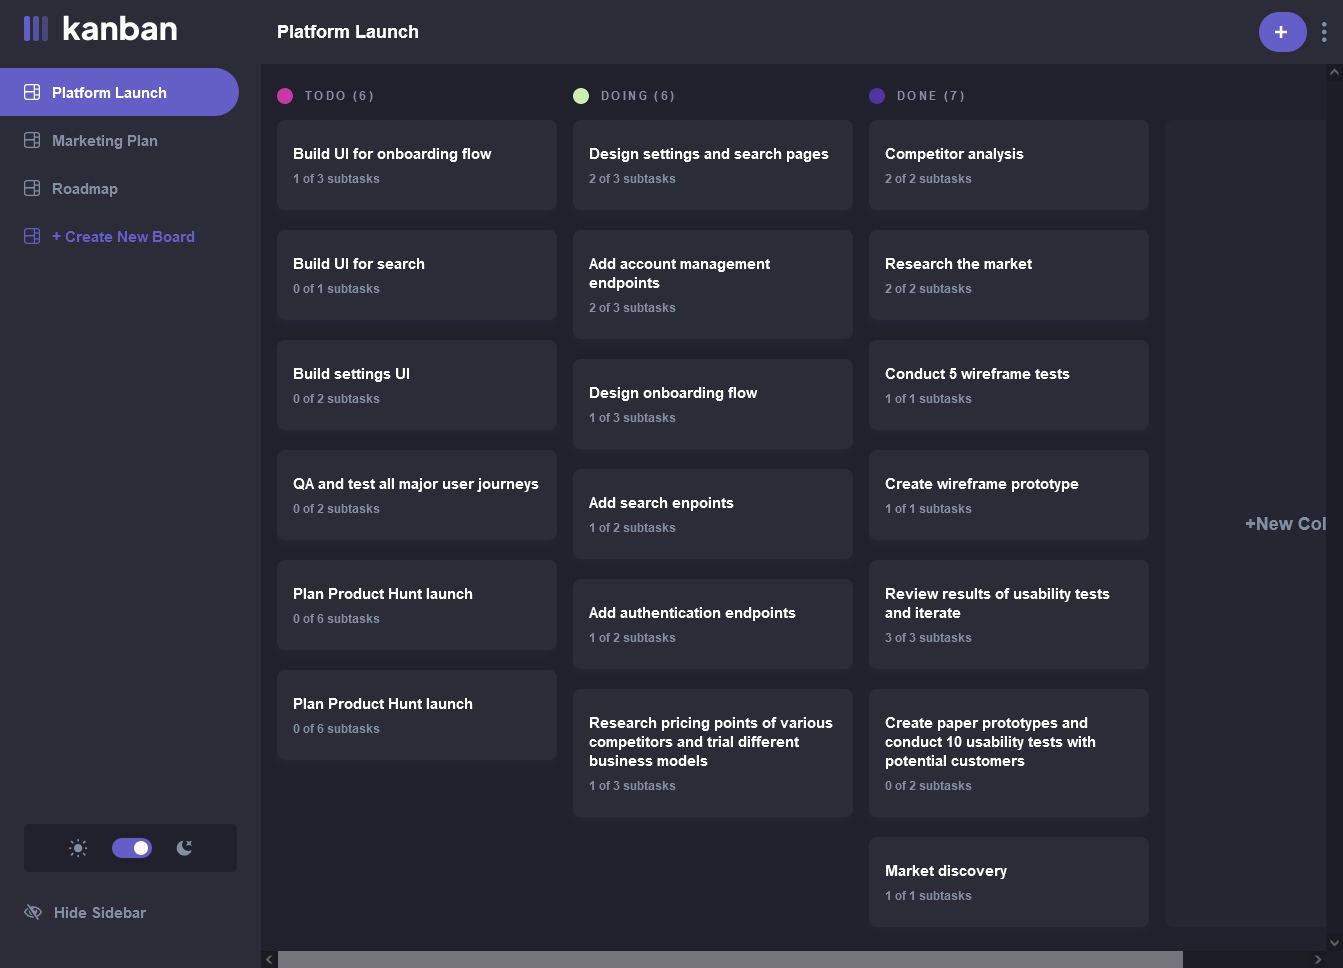 kanban
Platform Launch
Marketing Plan
Roadmap
+ Create New Board
Hide Sidebar
Platform Launch
+
TODO (6)
Build UI for onboarding flow
1 of 3 subtasks
Build UI for search
0 of 1 subtasks
Build settings UI
0 of 2 subtasks
QA and test all major user journeys
0 of 2 subtasks
Plan Product Hunt launch
0 of 6 subtasks
Plan Product Hunt launch
0 of 6 subtasks
DOING (6)
Design settings and search pages
2 of 3 subtasks
Add account management
endpoints
2 of 3 subtasks
Design onboarding flow
1 of 3 subtasks
Add search enpoints
1 of 2 subtasks
Add authentication endpoints
1 of 2 subtasks
Research pricing points of various
competitors and trial different
business models
1 of 3 subtasks
DONE (7)
Competitor analysis
2 of 2 subtasks
Research the market
2 of 2 subtasks
Conduct 5 wireframe tests
1 of 1 subtasks
Create wireframe prototype
1 of 1 subtasks
Review results of usability tests
and iterate
3 of 3 subtasks
Create paper prototypes and
conduct 10 usability tests with
potential customers
0 of 2 subtasks
Market discovery
1 of 1 subtasks
+New Col